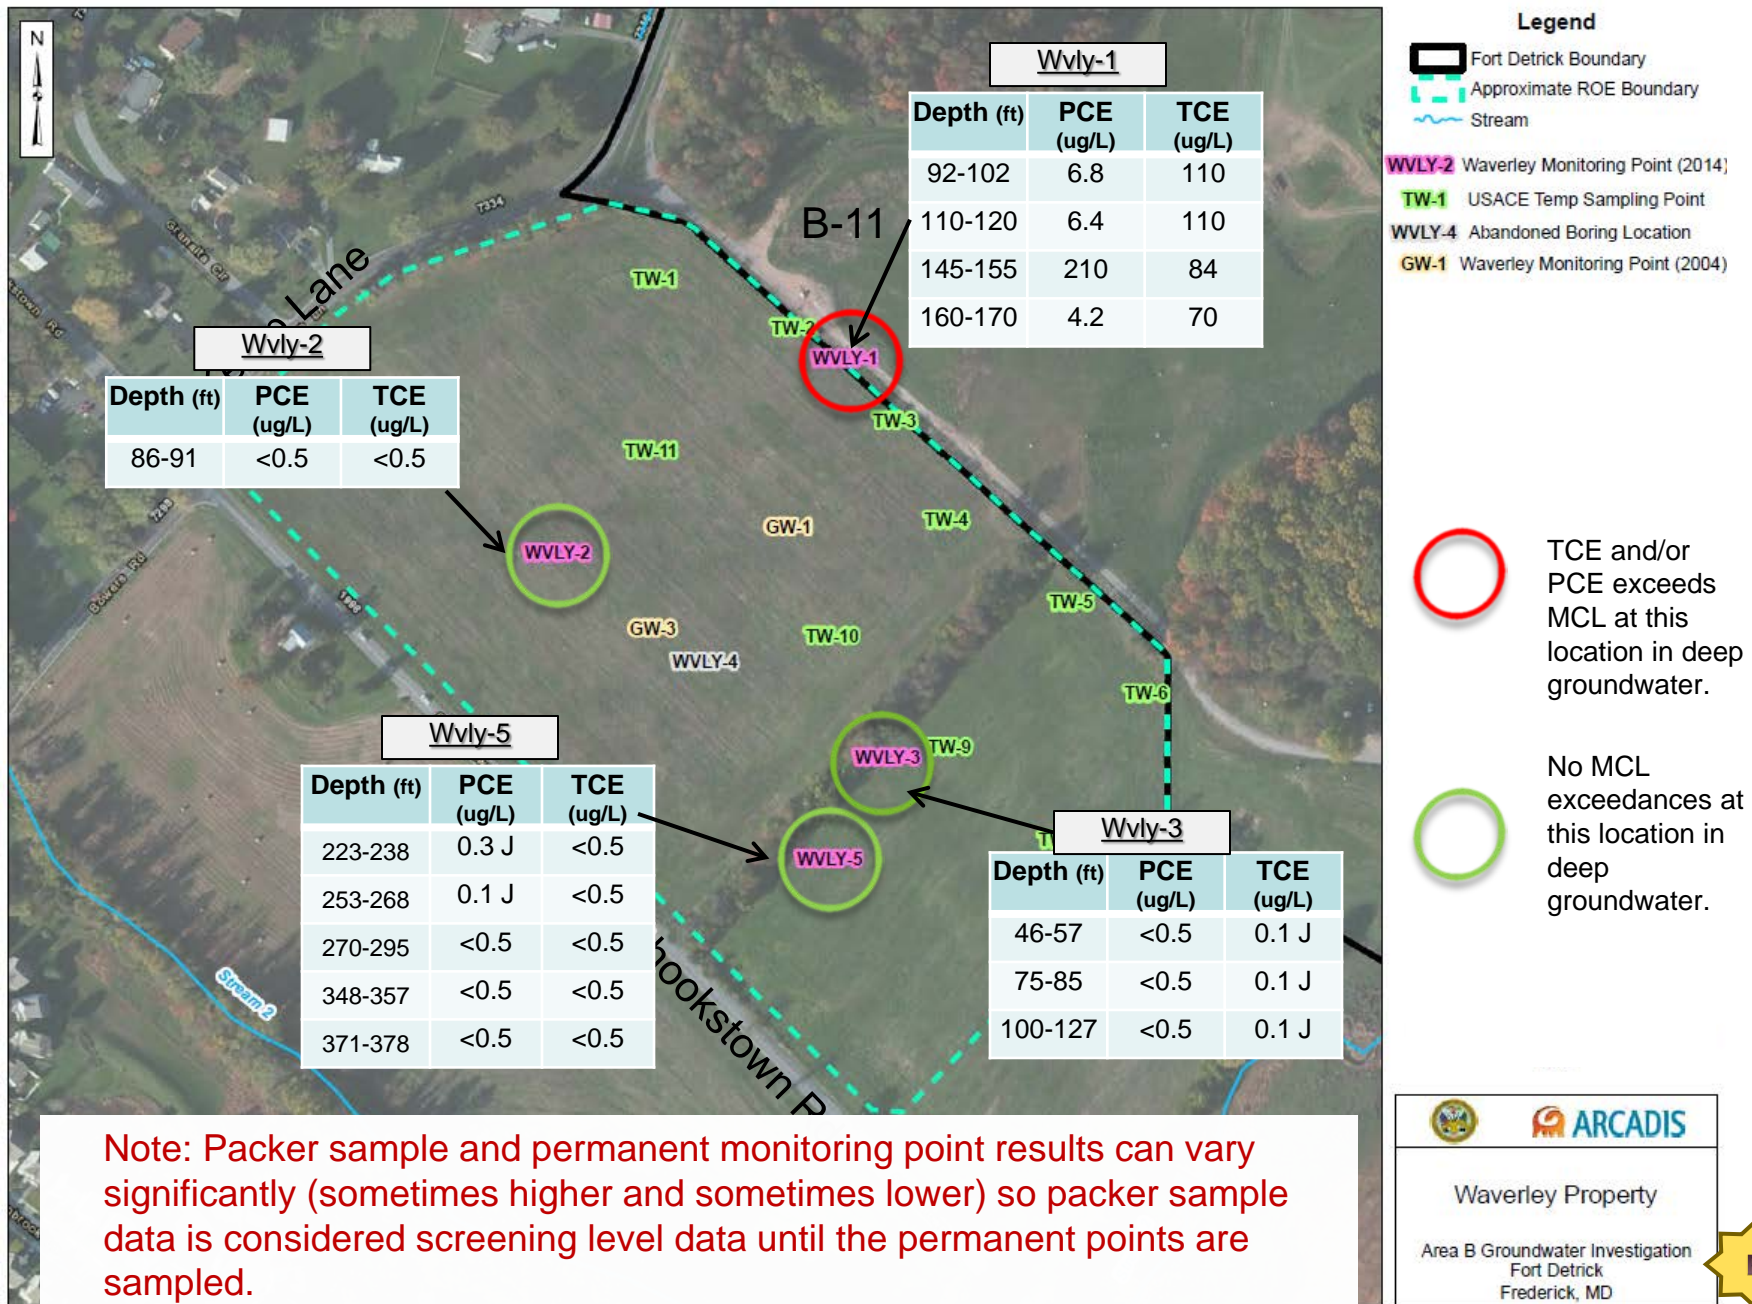 N
Wvly-1
Depth (ft) PCE (ug/L) TCE (ug/L)
92-102 6.8 110
110-120 6.4 110
145-155 210 84
160-170 4.2 70
B-11
Legend
Fort Detrick Boundary
Approximate ROE Boundary
Stream
WVLY-2 Waverley Monitoring Point (2014)
TW-1 USACE Temp Sampling Point
WVLY-4 Abandoned Boring Location
GW-1 Waverley Monitoring Point (2004)
7334
Lane
TW-1
TW-2
WVLY-1
TW-3
Wvly-2
Depth (ft) PCE (ug/L) TCE (ug/L)
86-91 <0.5 <0.5
TW-11
GW-1
TW-4
WVLY-2
TW-5
GW-3
TW-10
WVLY-4
TW-6
Bowers Rd
7298
1998
TCE and/or
PCE exceeds
MCL at this
location in deep
groundwater.
No MCL
exceedances at
this location in
deep
groundwater.
Wvly-5
Depth (ft) PCE (ug/L) TCE (ug/L)
223-238 0.3 J <0.5
253-268 0.1 J <0.5
270-295 <0.5 <0.5
348-357 <0.5 <0.5
371-378 <0.5 <0.5
WVLY-3
TW-9
WVLY-5
Wvly-3
Depth (ft) PCE (ug/L) TCE (ug/L)
46-57 <0.5 0.1 J
75-85 <0.5 0.1 J
100-127 <0.5 0.1 J
Stream 2
Note: Packer sample and permanent monitoring point results can vary
significantly (sometimes higher and sometimes lower) so packer sample
data is considered screening level data until the permanent points are
sampled.
ARCADIS
Waverley Property
Area B Groundwater Investigation
Fort Detrick
Frederick, MD